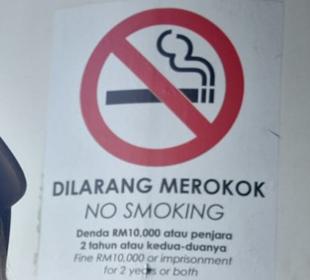 DILARANG MEROKOK
NO SMOKING
Denda RM10,000 atau penjara
2 tahun atau kedua-duanya
Fine RM10,000 or imprisonment
for 2 years or both